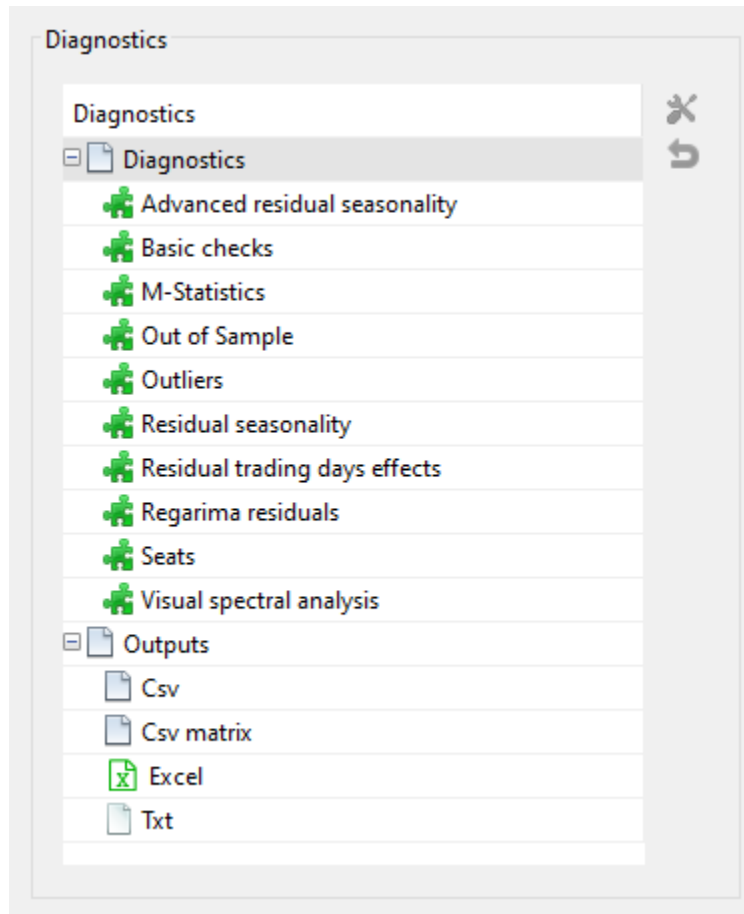 Diagnostics
Diagnostics
Diagnostics
Advanced residual seasonality
Basic checks
M-Statistics
Out of Sample
Outliers
Residual seasonality
Residual trading days effects
Regarima residuals
Seats
Visual spectral analysis
Outputs
Csv
Csv matrix
Excel
Txt